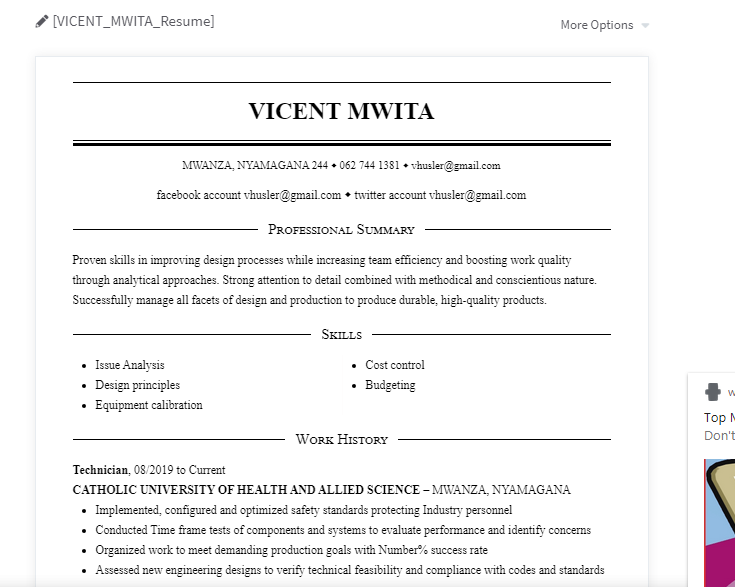 [VICENT_MWITA_Resume]
More Options
VICENT MWITA
MWANZA, NYAMAGANA 244 ♦ 062 744 1381 ♦ vhusler@gmail.com
facebook account vhusler@gmail.com ♦ twitter account vhusler@gmail.com
PROFESSIONAL SUMMARY
Proven skills in improving design processes while increasing team efficiency and boosting work quality
through analytical approaches. Strong attention to detail combined with methodical and conscientious nature.
Successfully manage all facets of design and production to produce durable, high-quality products.
SKILLS
• Issue Analysis
• Design principles
• Equipment calibration
• Cost control
• Budgeting
WORK HISTORY
Technician, 08/2019 to Current
CATHOLIC UNIVERSITY OF HEALTH AND ALLIED SCIENCE – MWANZA, NYAMAGANA
• Implemented, configured and optimized safety standards protecting Industry personnel
• Conducted Time frame tests of components and systems to evaluate performance and identify concerns
• Organized work to meet demanding production goals with Number% success rate
• Assessed new engineering designs to verify technical feasibility and compliance with codes and standards
Top
Don't